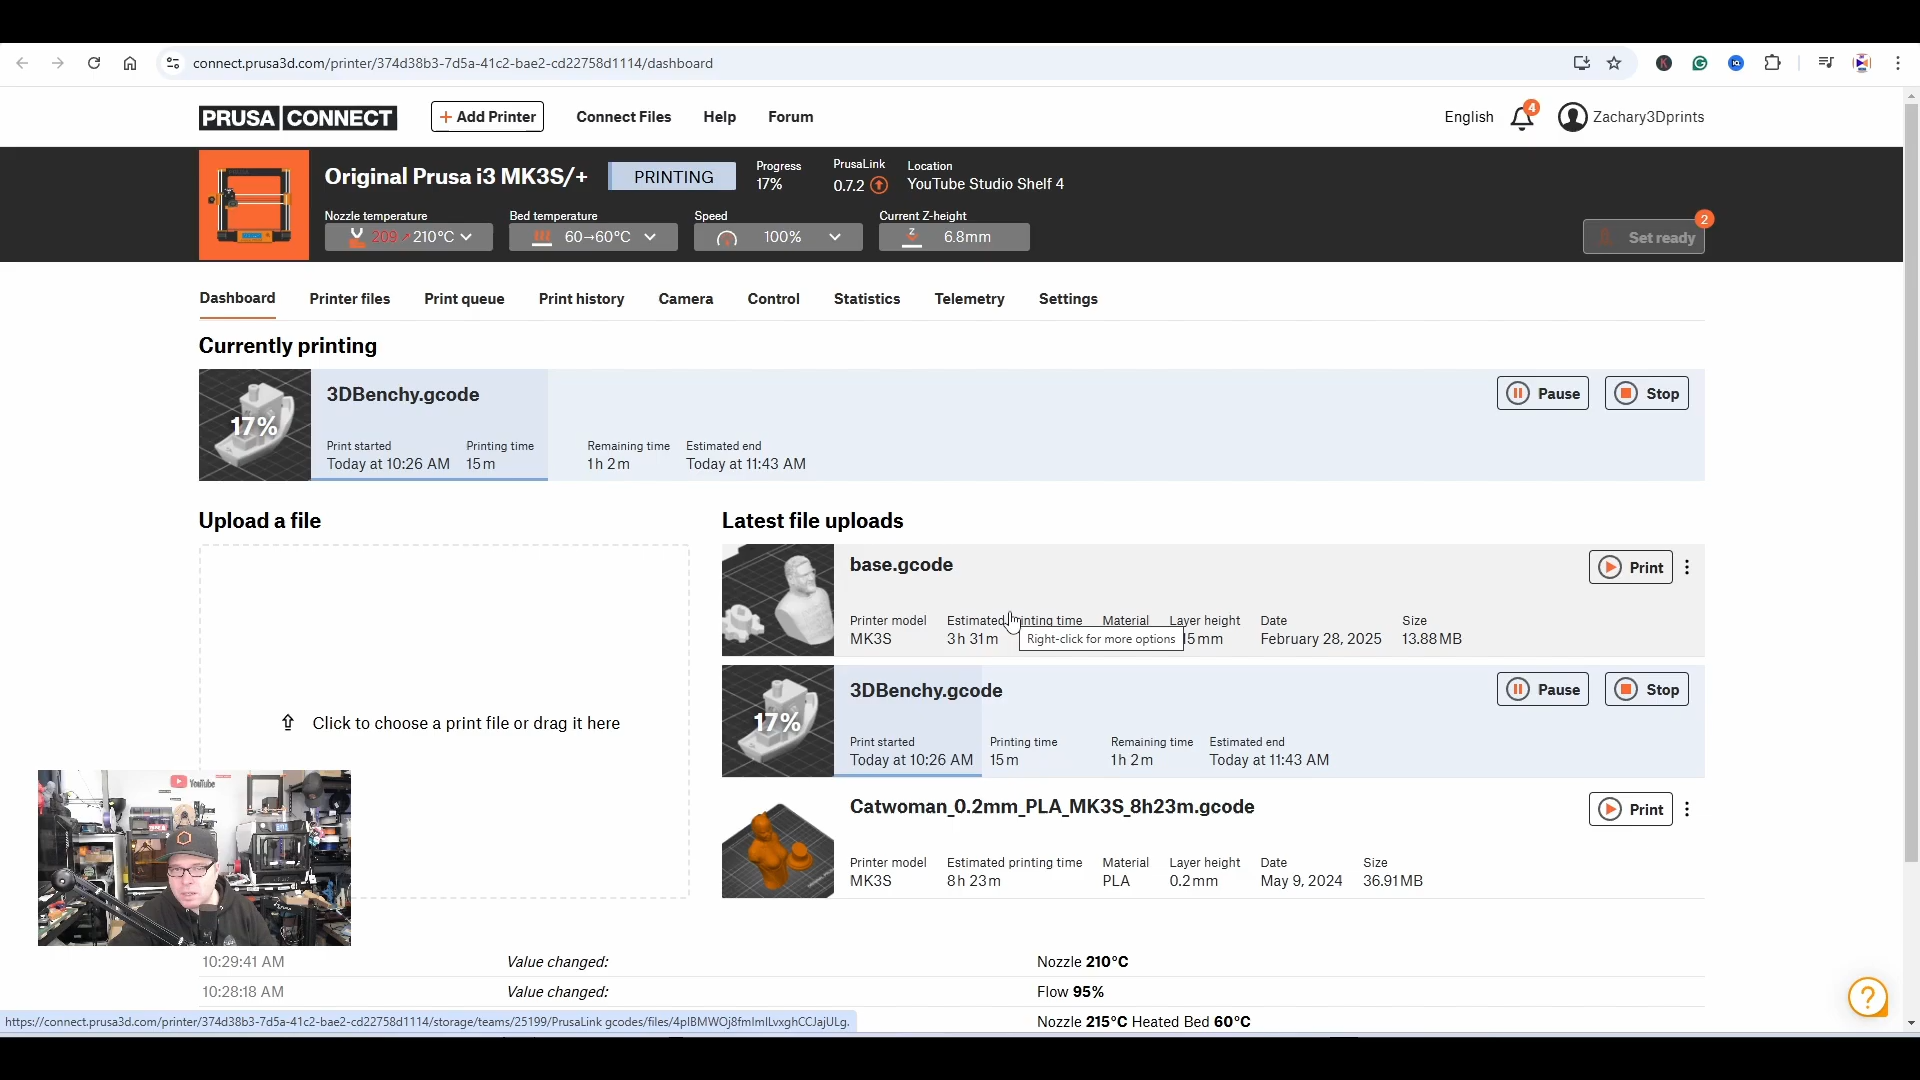 connect.prusa3d.com/printer/374d38b3-7d5a-41c2-bae2-cd22758d1114/dashboard
PRUSA CONNECT
+ Add Printer
Connect Files
Help
Forum
English
4
Zachary3Dprints
Original Prusa i3 MK3S/+
PRINTING
Progress
17%
PrusaLink
0.7.2
Location
YouTube Studio Shelf 4
Nozzle temperature
209 210°C
Bed temperature
60→60°C
Speed
100%
Current Z-height
Z 6.8mm
2
Set ready
Dashboard
Printer files
Print queue
Print history
Camera
Control
Statistics
Telemetry
Settings
Currently printing
17%
3DBenchy.gcode
Pause
Stop
Print started
Today at 10:26 AM
Printing time
15m
Remaining time
1h 2m
Estimated end
Today at 11:43 AM
Upload a file
Click to choose a print file or drag it here
Latest file uploads
base.gcode
Print
Printer model
MK3S
Estimated printing time
3h 31m
Material
Layer height
15mm
Date
February 28, 2025
Size
13.88MB
Right-click for more options
17%
3DBenchy.gcode
Pause
Stop
Print started
Today at 10:26 AM
Printing time
15m
Remaining time
1h 2m
Estimated end
Today at 11:43 AM
Catwoman_0.2mm_PLA_MK3S_8h23m.gcode
Print
Printer model
MK3S
Estimated printing time
8h 23m
Material
PLA
Layer height
0.2mm
Date
May 9, 2024
Size
36.91MB
YouTube
10:29:41 AM
Value changed:
Nozzle 210°C
10:28:18 AM
Value changed:
Flow 95%
Nozzle 215°C Heated Bed 60°C
?